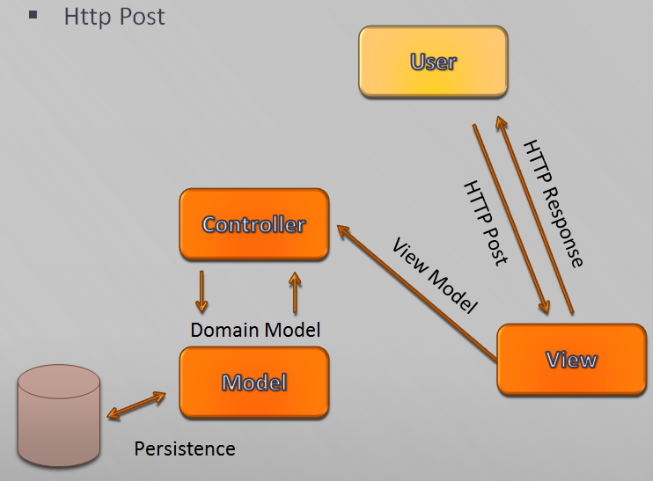 Http Post
User
HTTP Response
HTTP Post
Controller
View Model
Domain Model
View
Model
Persistence